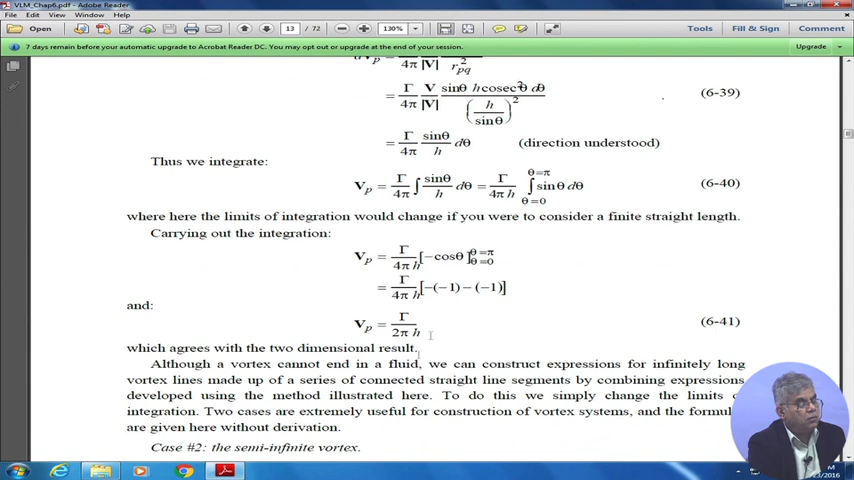 VLM_Chap6.pdf - Adobe Reader
File Edit View Window Help
Open 13 / 72 130% Tools Fill & Sign Comment
7 days remain before your automatic upgrade to Acrobat Reader DC. You may opt out or upgrade at the end of the session. Upgrade
4π |V| r²pq
= Γ/4π V/|V| sinθ h cosec²θ dθ / (h/sinθ)² (6-39)
= Γ/4π sinθ/h dθ (direction understood)
Thus we integrate:
Vp = Γ/4π ∫ sinθ/h dθ = Γ/4πh ∫θ=0^θ=π sinθ dθ (6-40)
where here the limits of integration would change if you were to consider a finite straight length.
Carrying out the integration:
Vp = Γ/4πh [−cosθ]θ=0^θ=π
= Γ/4πh [−(−1) − (−1)]
and:
Vp = Γ/2πh (6-41)
which agrees with the two dimensional result.
Although a vortex cannot end in a fluid, we can construct expressions for infinitely long
vortex lines made up of a series of connected straight line segments by combining expressions
developed using the method illustrated here. To do this we simply change the limits of
integration. Two cases are extremely useful for construction of vortex systems, and the formul
are given here without derivation.
Case #2: the semi-infinite vortex.